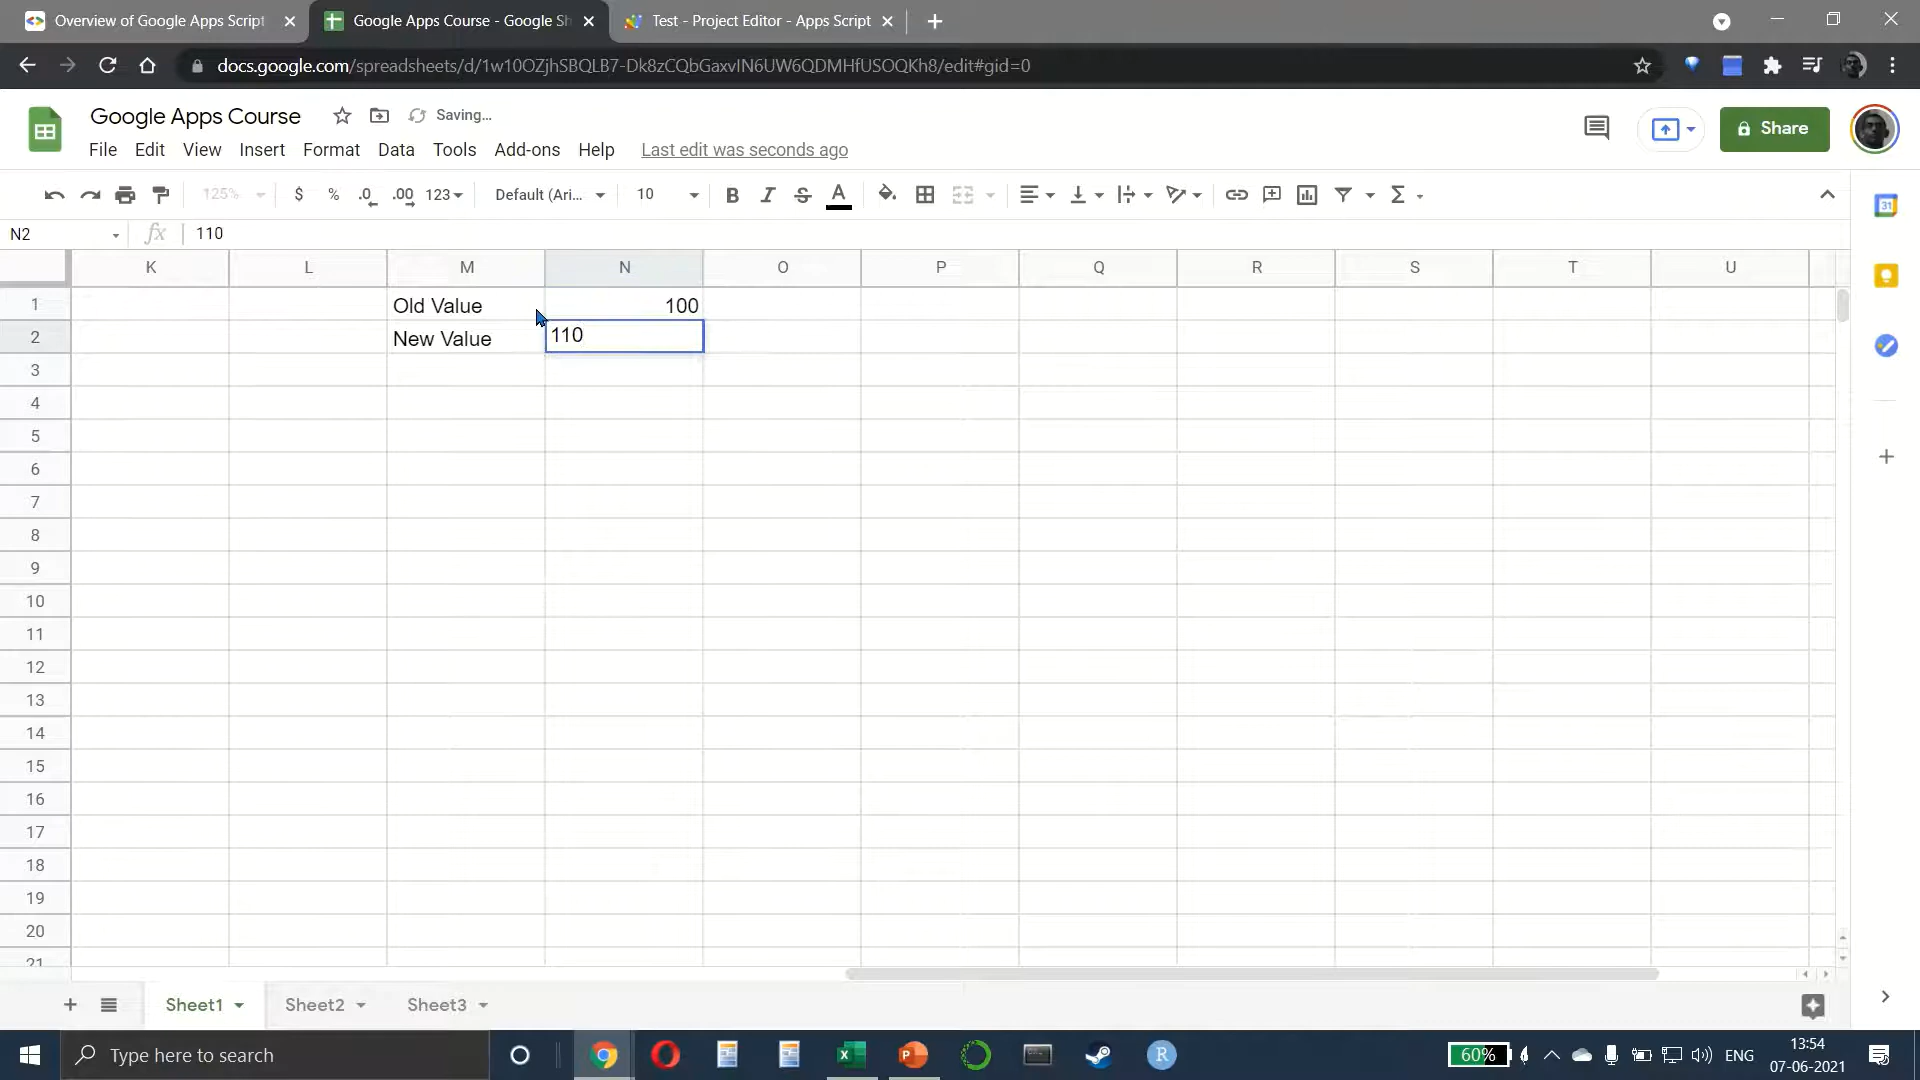 Overview of Google Apps Script
Google Apps Course - Google Sh
Test - Project Editor - Apps Script
docs.google.com/spreadsheets/d/1w10OZjhSBQLB7-Dk8zCQbGaxvIN6UW6QDMHfUSOQKh8/edit#gid=0
Google Apps Course
Saving...
File Edit View Insert Format Data Tools Add-ons Help Last edit was seconds ago
Share
125% $ % .0 .00 123 Default (Ari... 10 B I S A Σ
31
N2 fx 110
K L M N O P Q R S T U
1 Old Value 100
2 New Value 110
3
4
5
6
7
8
9
10
11
12
13
14
15
16
17
18
19
20
21
Sheet1 Sheet2 Sheet3
Type here to search
60%
ENG
13:54
07-06-2021